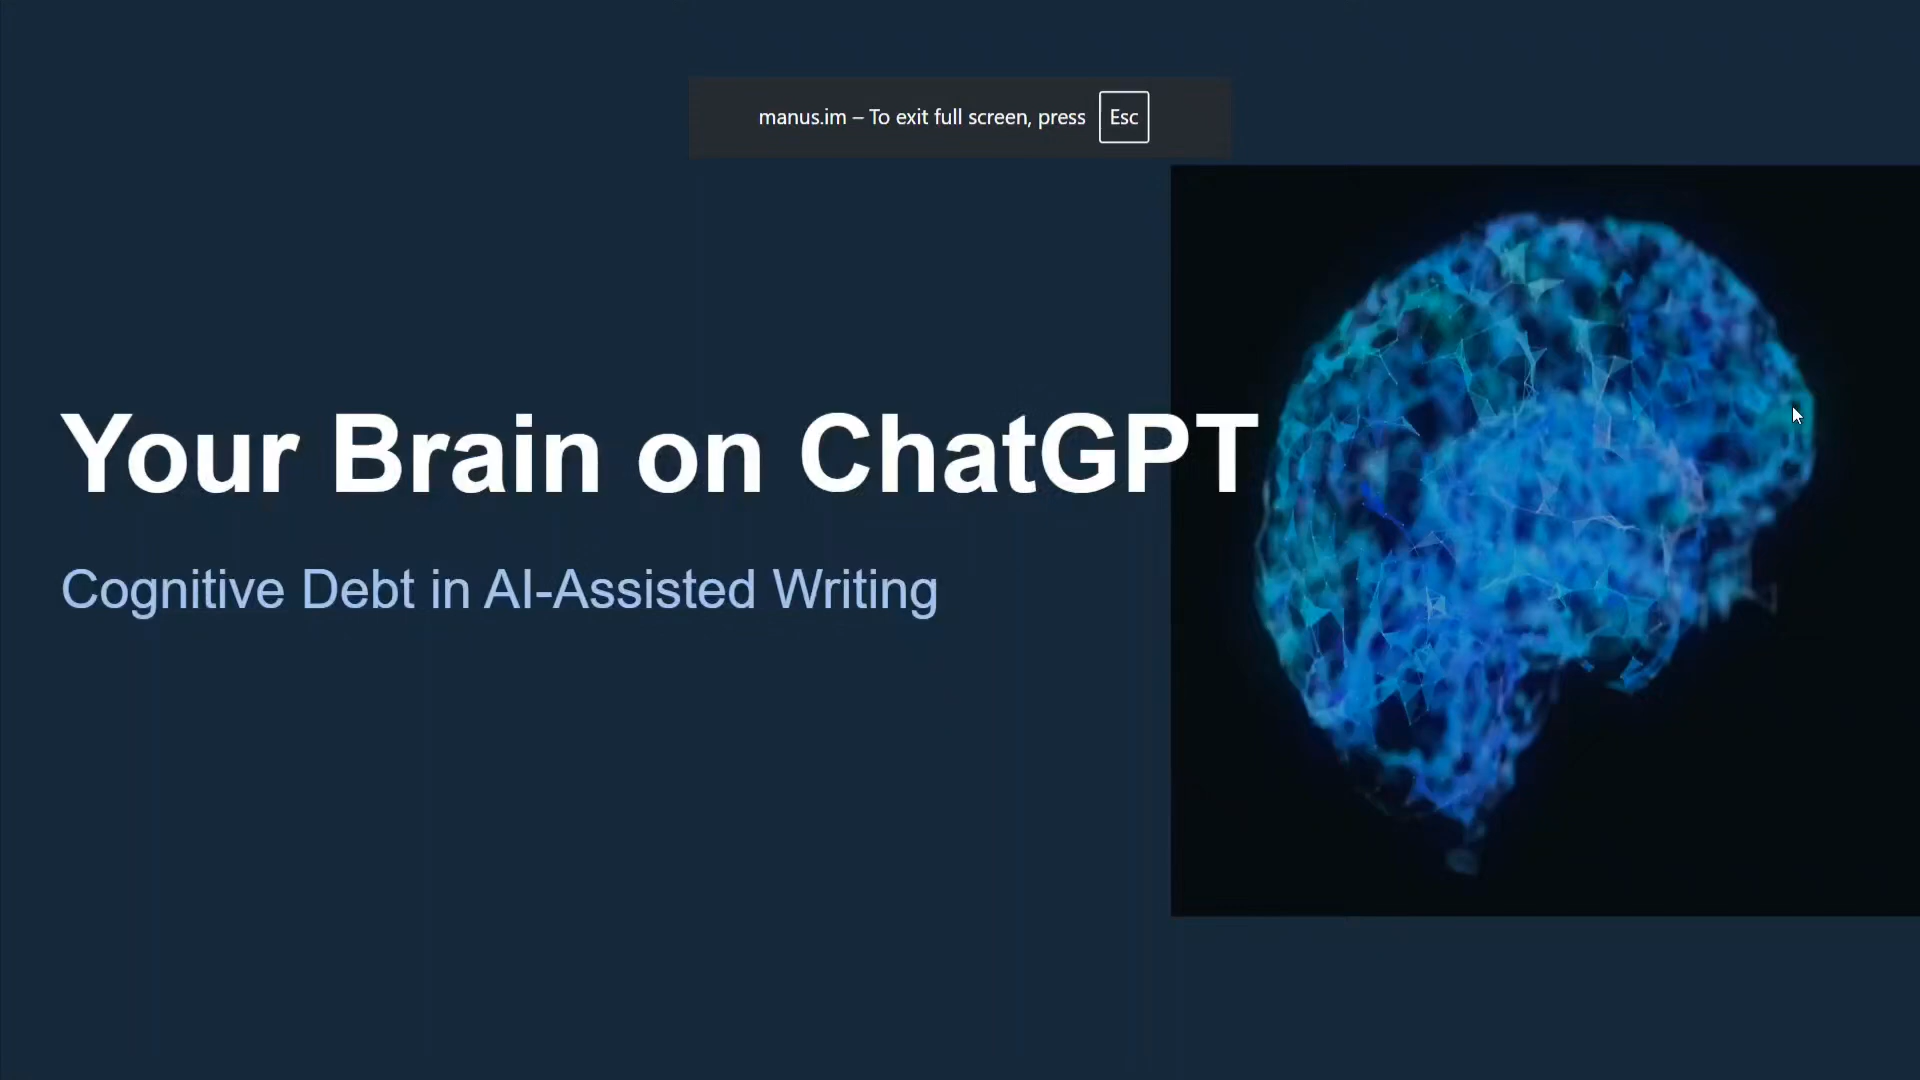 manus.im – To exit full screen, press Esc
Your Brain on ChatGPT
Cognitive Debt in AI-Assisted Writing